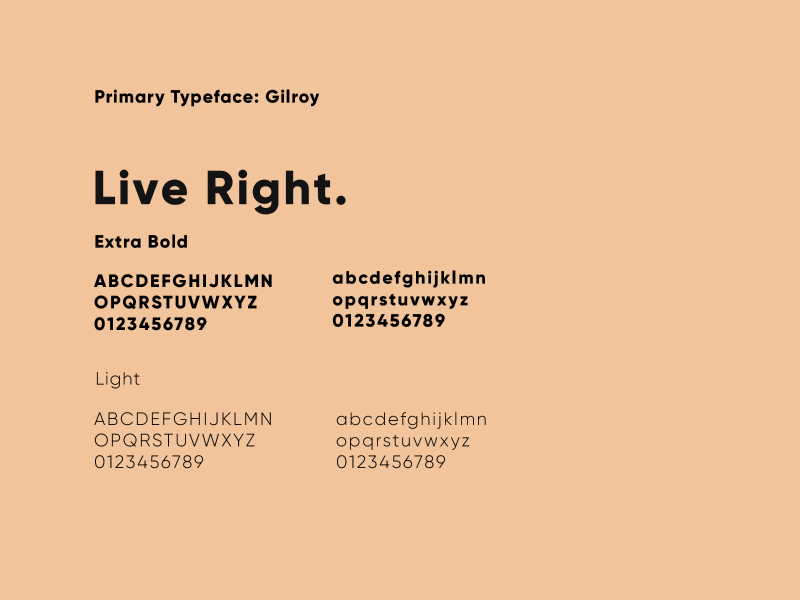 Primary Typeface: Gilroy
Live Right.
Extra Bold
ABCDEFGHIJKLMN
OPQRSTUVWXYZ
0123456789
abcdefghijklmn
opqrstuvwxyz
0123456789
Light
ABCDEFGHIJKLMN
OPQRSTUVWXYZ
0123456789
abcdefghijklmn
opqrstuvwxyz
0123456789